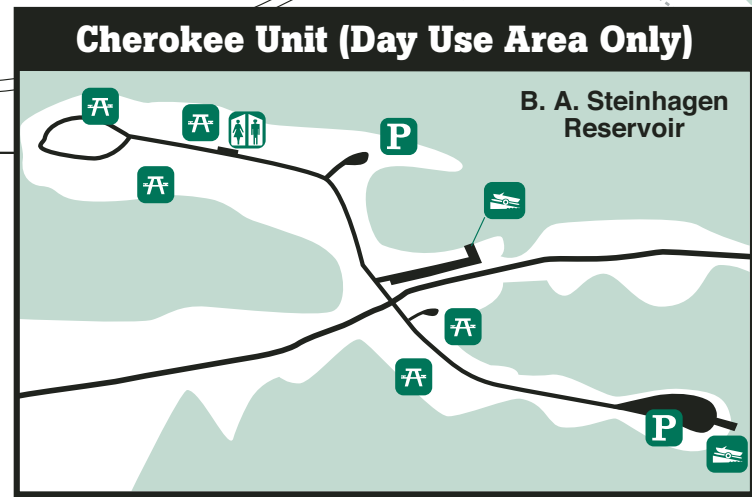 Cherokee Unit (Day Use Area Only)
B. A. Steinhagen
Reservoir
P
P